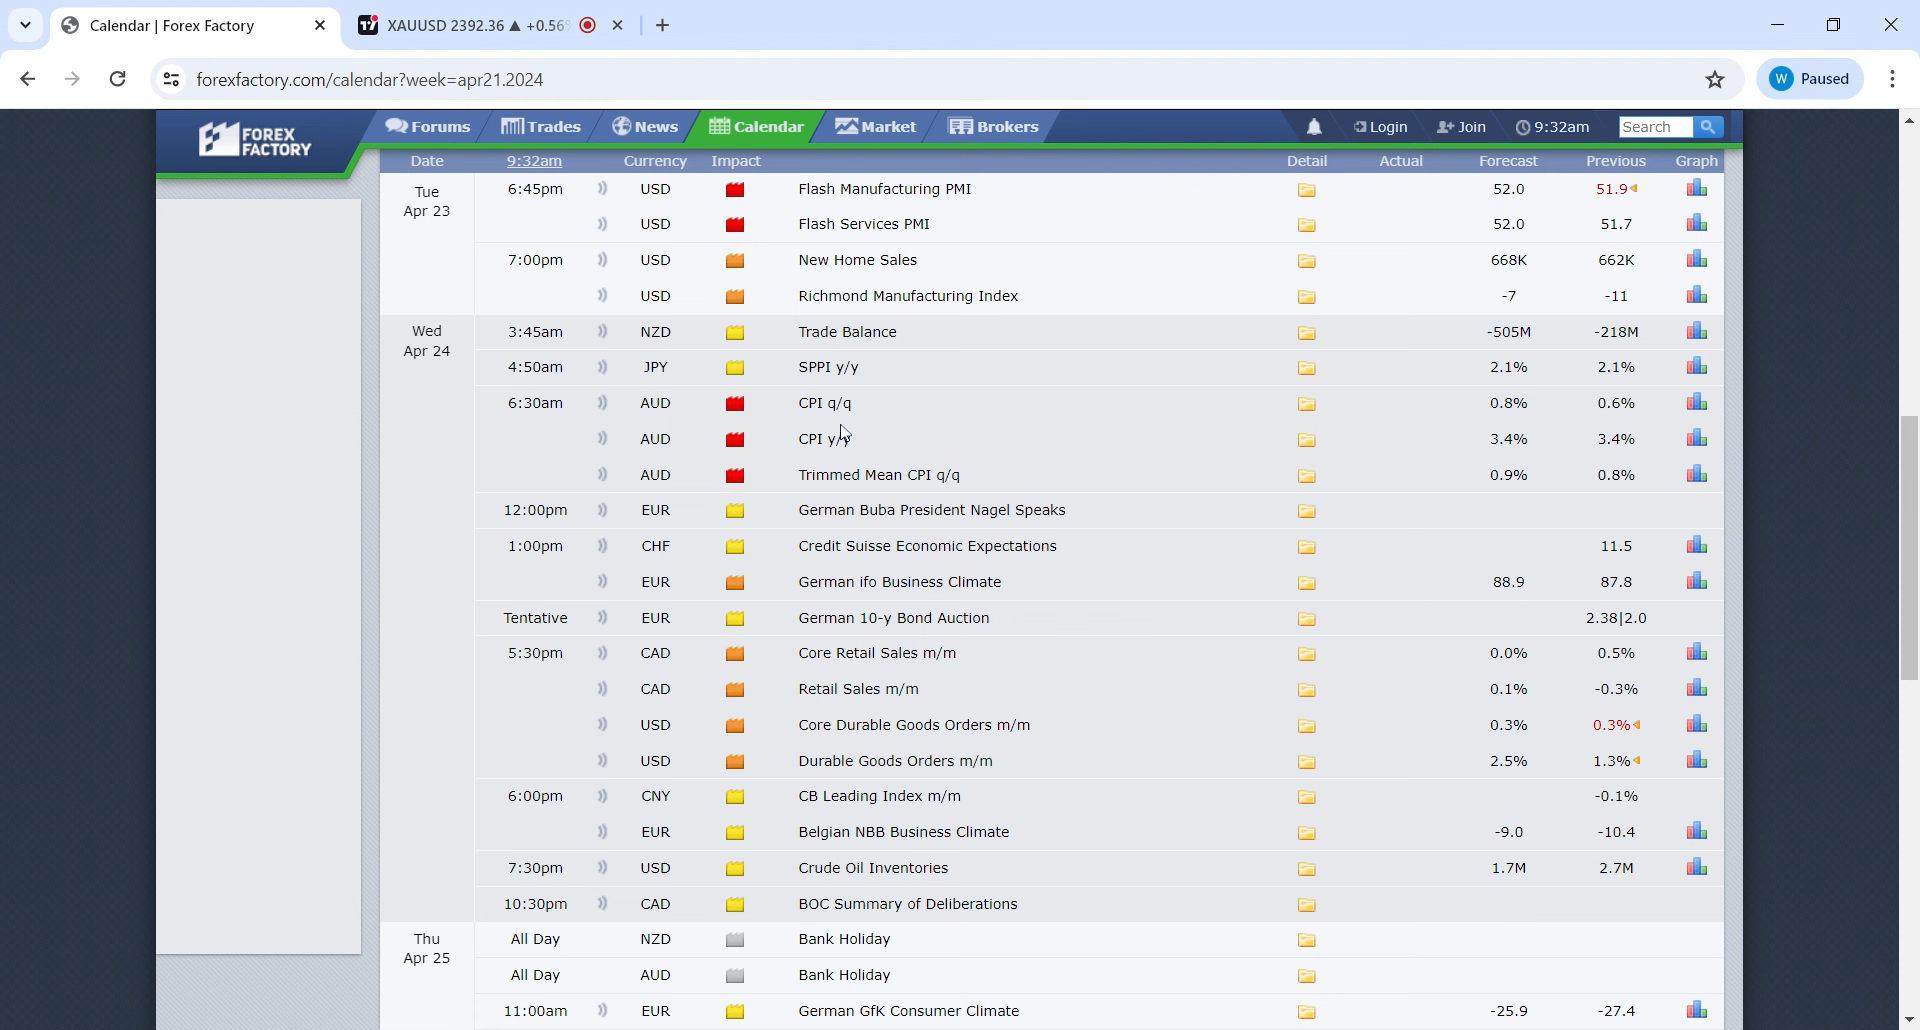 Calendar | Forex Factory
XAUUSD 2392.36 ▲ +0.56
forexfactory.com/calendar?week=apr21.2024
W Paused
FOREX FACTORY Forums Trades News Calendar Market Brokers Login Join 9:32am Search
Date 9:32am Currency Impact Detail Actual Forecast Previous Graph
Tue Apr 23 6:45pm USD Flash Manufacturing PMI 52.0 51.9
USD Flash Services PMI 52.0 51.7
7:00pm USD New Home Sales 668K 662K
USD Richmond Manufacturing Index -7 -11
Wed Apr 24 3:45am NZD Trade Balance -505M -218M
4:50am JPY SPPI y/y 2.1% 2.1%
6:30am AUD CPI q/q 0.8% 0.6%
AUD CPI y/y 3.4% 3.4%
AUD Trimmed Mean CPI q/q 0.9% 0.8%
12:00pm EUR German Buba President Nagel Speaks
1:00pm CHF Credit Suisse Economic Expectations 11.5
EUR German ifo Business Climate 88.9 87.8
Tentative EUR German 10-y Bond Auction 2.38|2.0
5:30pm CAD Core Retail Sales m/m 0.0% 0.5%
CAD Retail Sales m/m 0.1% -0.3%
USD Core Durable Goods Orders m/m 0.3% 0.3%
USD Durable Goods Orders m/m 2.5% 1.3%
6:00pm CNY CB Leading Index m/m -0.1%
EUR Belgian NBB Business Climate -9.0 -10.4
7:30pm USD Crude Oil Inventories 1.7M 2.7M
10:30pm CAD BOC Summary of Deliberations
Thu Apr 25 All Day NZD Bank Holiday
All Day AUD Bank Holiday
11:00am EUR German GfK Consumer Climate -25.9 -27.4